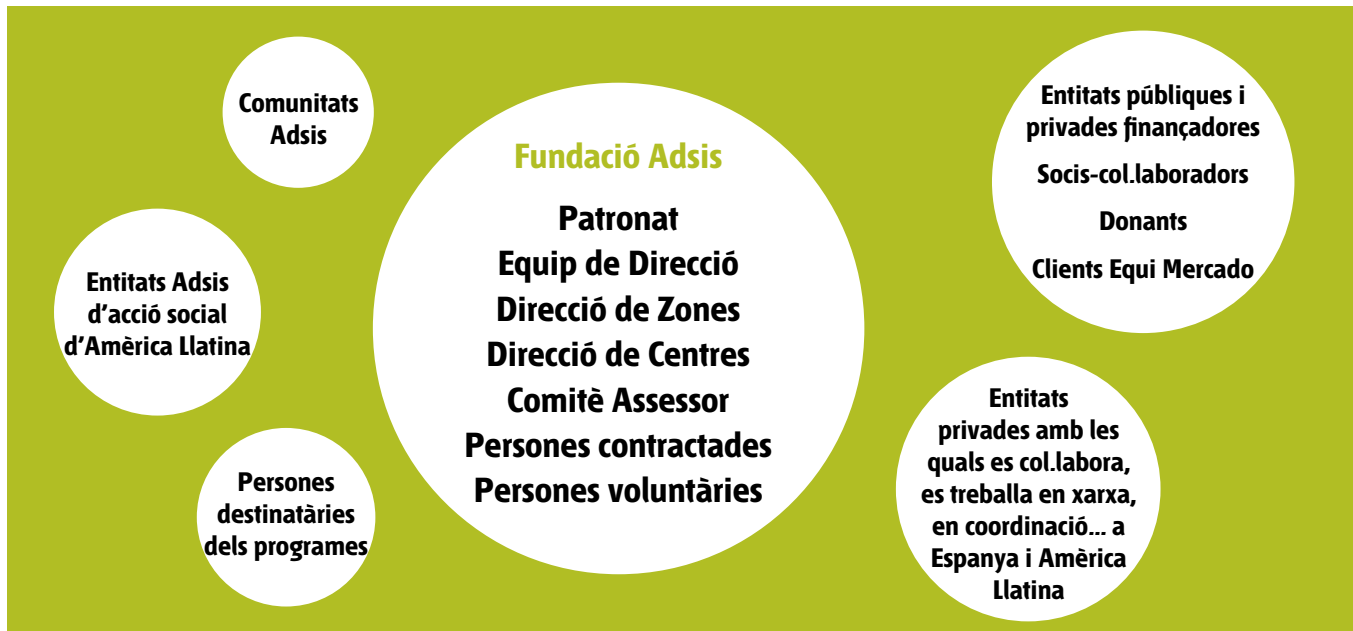 Comunitats
Adsis
Entitats Adsis
d'acció social
d'Amèrica Llatina
Persones
destinatàries
dels programes
Fundació Adsis
Patronat
Equip de Direcció
Direcció de Zones
Direcció de Centres
Comitè Assessor
Persones contractades
Persones voluntàries
Entitats públiques i
privades finançadores
Socis-col.laboradors
Donants
Clients Equi Mercado
Entitats
privades amb les
quals es col.labora,
es treballa en xarxa,
en coordinació... a
Espanya i Amèrica
Llatina